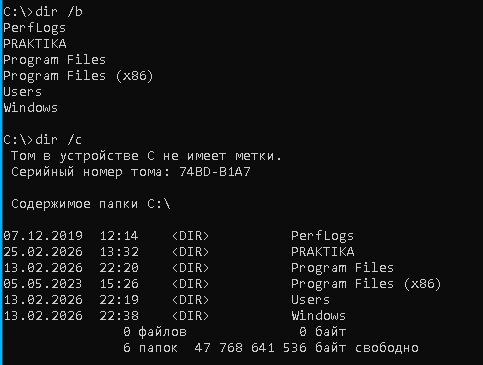 C:\>dir /b
PerfLogs
PRAKTIKA
Program Files
Program Files (x86)
Users
Windows
C:\>dir /c
Том в устройстве C не имеет метки.
Серийный номер тома: 74BD-B1A7
Содержимое папки C:\
07.12.2019  12:14    <DIR>          PerfLogs
25.02.2026  13:32    <DIR>          PRAKTIKA
13.02.2026  22:20    <DIR>          Program Files
05.05.2023  15:26    <DIR>          Program Files (x86)
13.02.2026  22:19    <DIR>          Users
13.02.2026  22:38    <DIR>          Windows
0 файлов              0 байт
6 папок  47 768 641 536 байт свободно